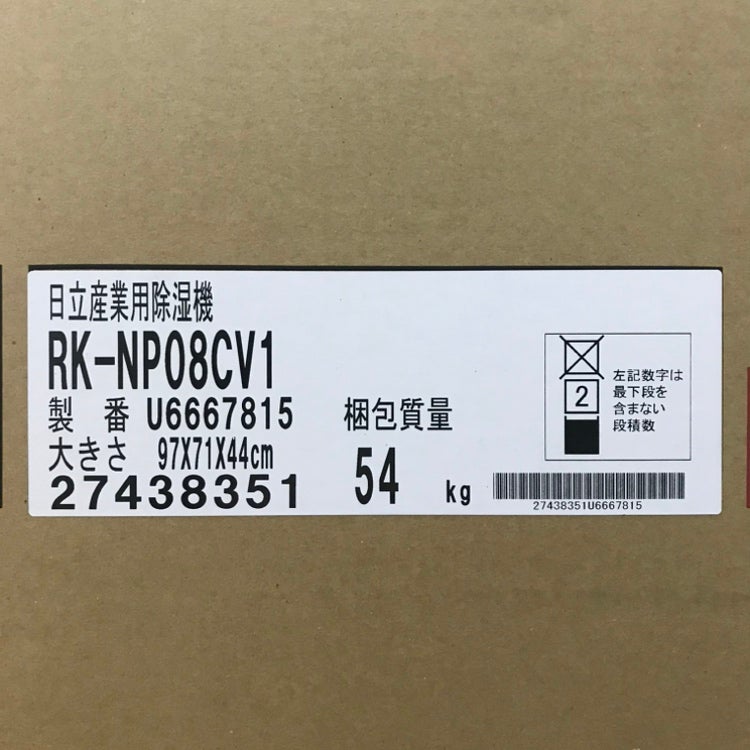 日立産業用除湿機
RK-NP08CV1
製 番 U6667815
大きさ 97X71X44cm
27438351
梱包質量
54 kg
2
左記数字は
最下段を
含まない
段積数
27438351U6667815